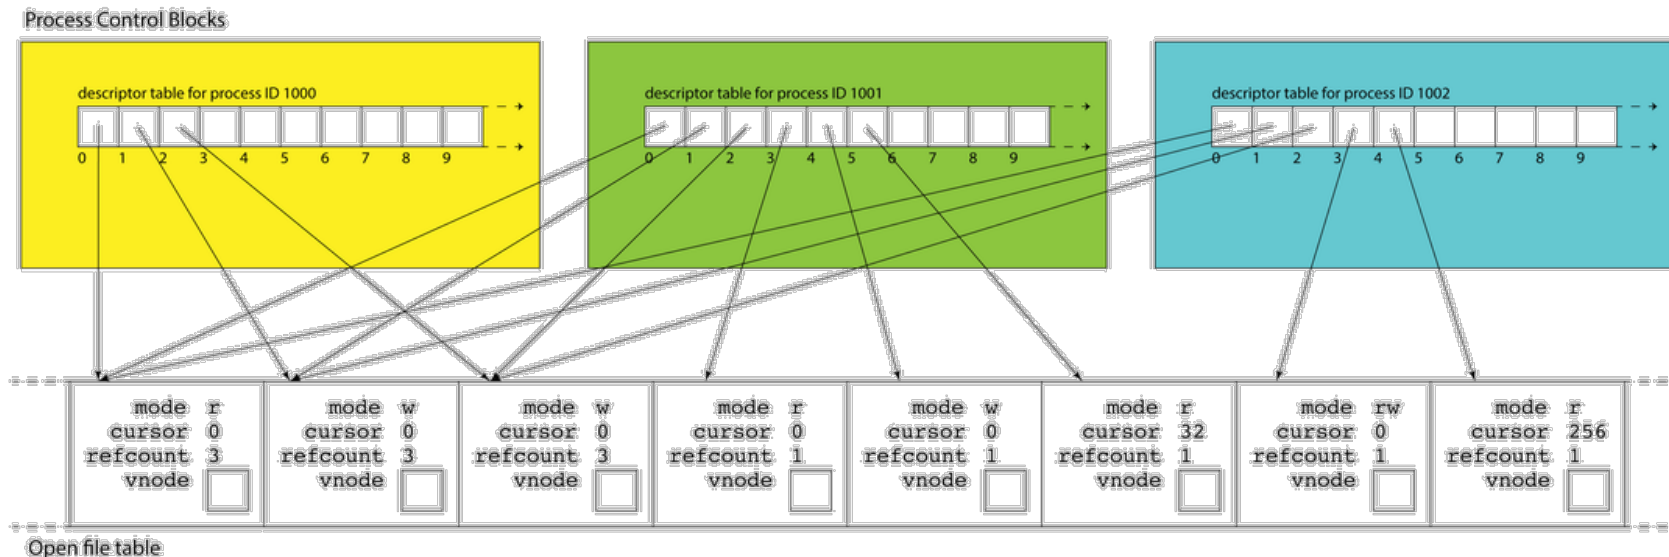 Process Control Blocks
descriptor table for process ID 1000
0 1 2 3 4 5 6 7 8 9
descriptor table for process ID 1001
0 1 2 3 4 5 6 7 8 9
descriptor table for process ID 1002
0 1 2 3 4 5 6 7 8 9
mode r
cursor 0
refcount 3
vnode
mode w
cursor 0
refcount 3
vnode
mode w
cursor 0
refcount 3
vnode
mode r
cursor 0
refcount 1
vnode
mode w
cursor 0
refcount 1
vnode
mode r
cursor 32
refcount 1
vnode
mode rw
cursor 0
refcount 1
vnode
mode r
cursor 256
refcount 1
vnode
Open file table